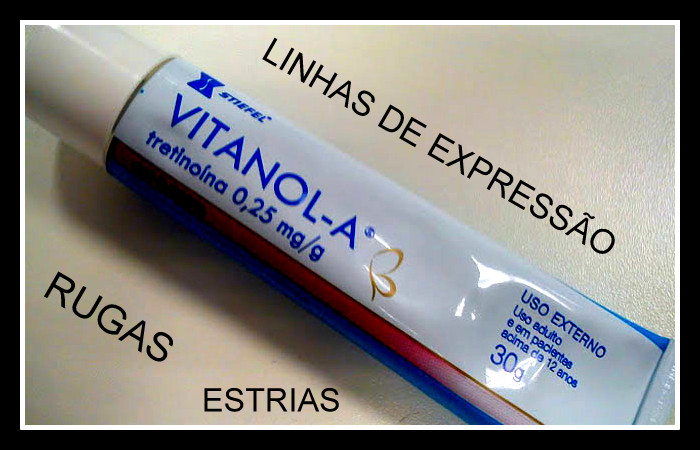 LINHAS DE EXPRESSÃO
STIEFEL
VITANOL-A®
tretinoína 0,25 mg/g
USO EXTERNO
Uso adulto
e em pacientes
acima de 12 anos
30g
RUGAS
ESTRIAS